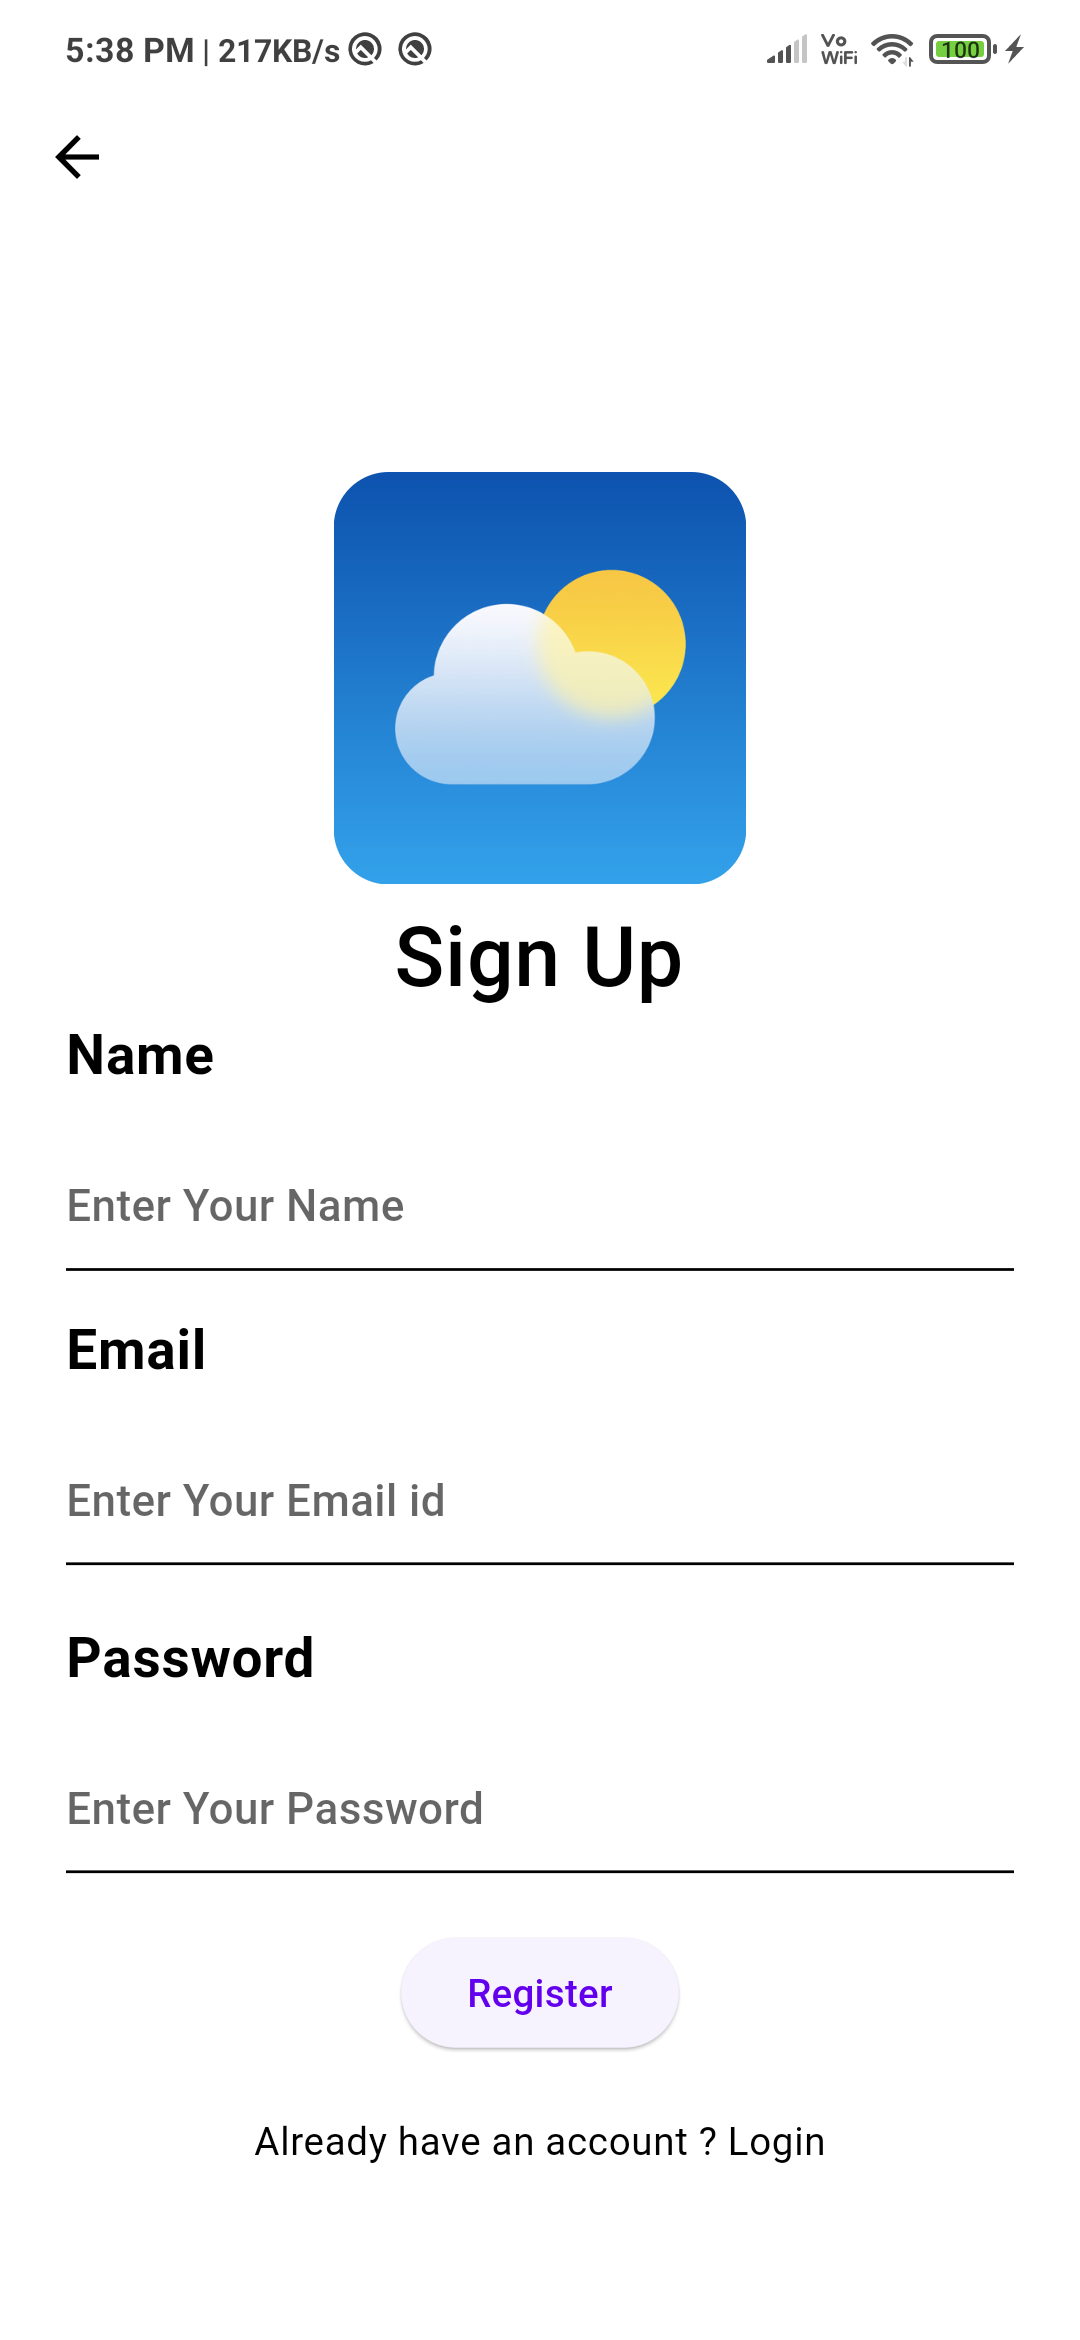 5:38 PM | 217KB/s Vo WiFi 100
Sign Up
Name
Enter Your Name
Email
Enter Your Email id
Password
Enter Your Password
Register
Already have an account ? Login